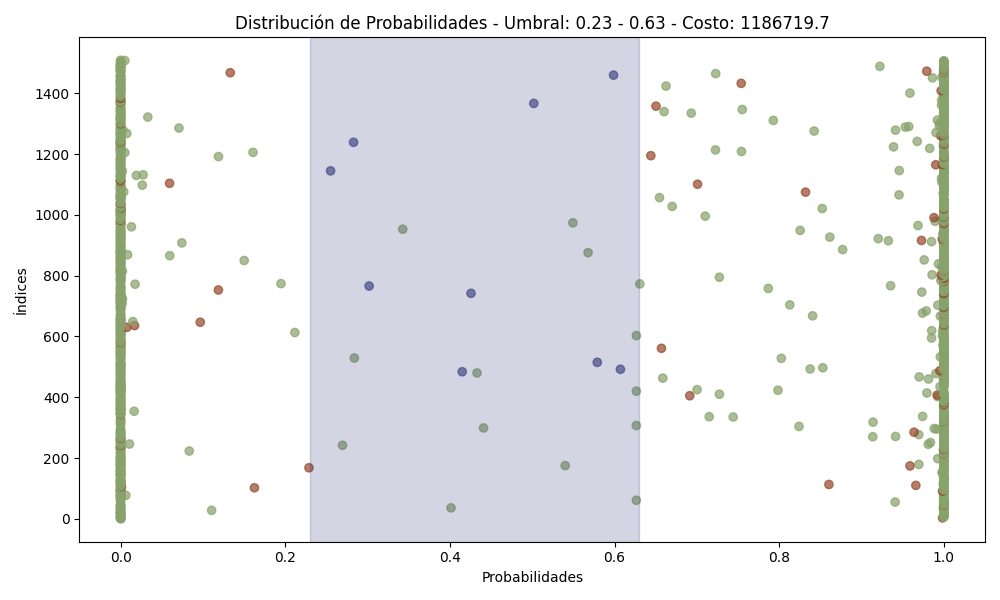 Distribución de Probabilidades - Umbral: 0.23 - 0.63 - Costo: 1186719.7
1400
1200
1000
800
600
400
200
0
Índices
0.0 0.2 0.4 0.6 0.8 1.0
Probabilidades